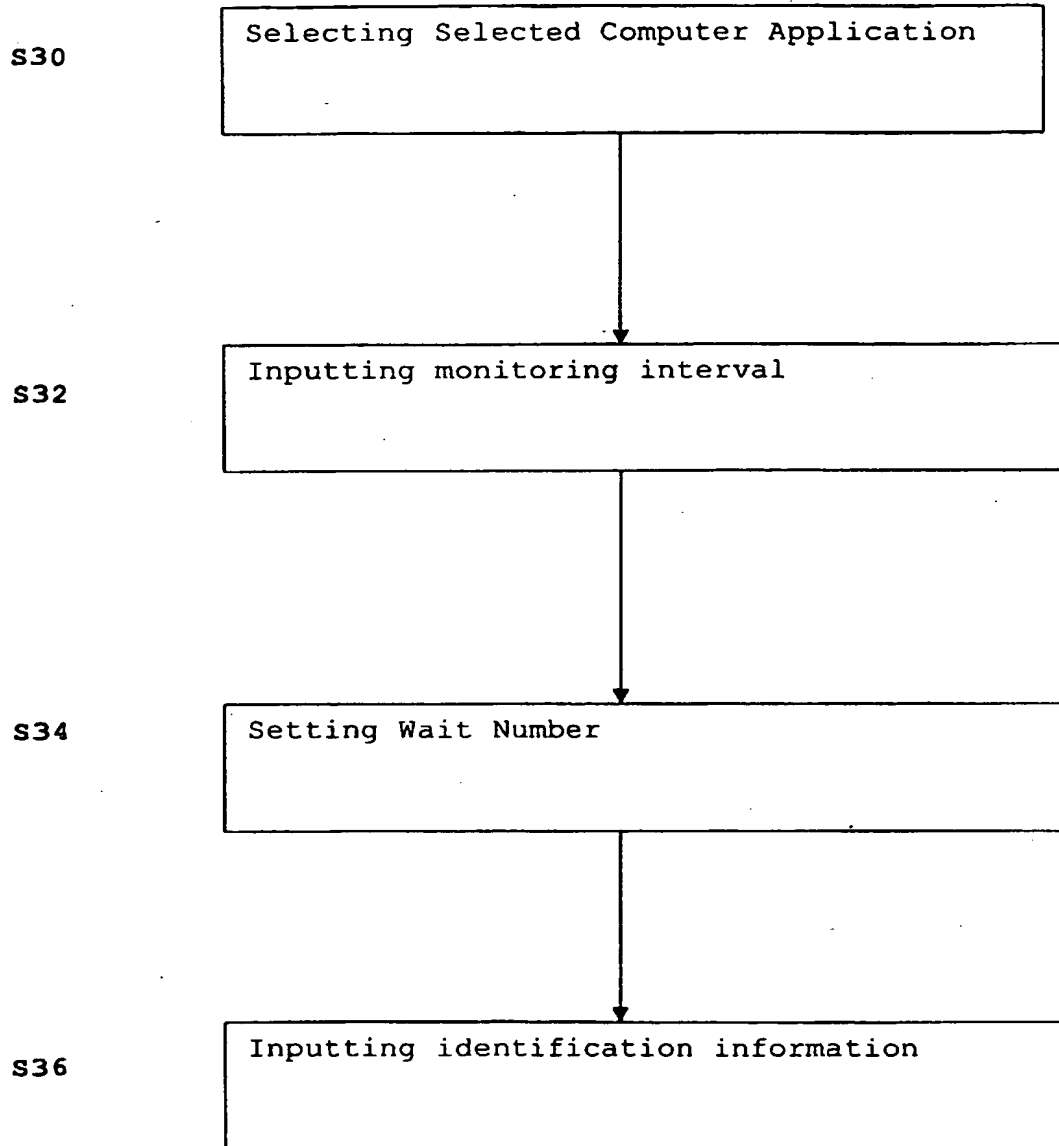 S30
Selecting Selected Computer Application
S32
Inputting monitoring interval
S34
Setting Wait Number
S36
Inputting identification information